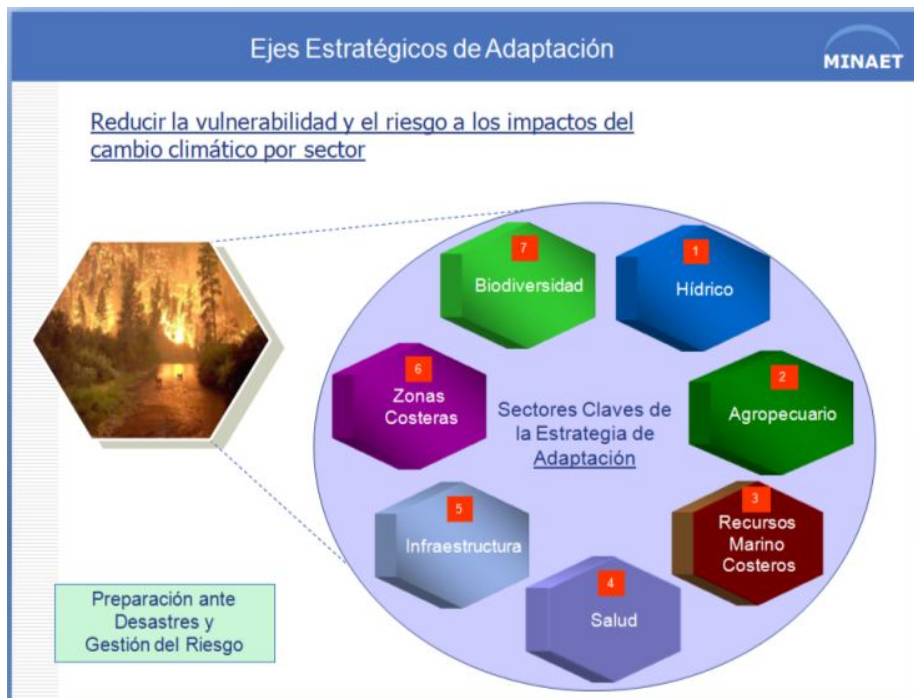 Ejes Estratégicos de Adaptación
MINAET
Reducir la vulnerabilidad y el riesgo a los impactos del
cambio climático por sector
7
Biodiversidad
1
Hídrico
6
Zonas
Costeras
Sectores Claves de
la Estrategia de
Adaptación
2
Agropecuario
5
Infraestructura
3
Recursos
Marino
Costeros
4
Salud
Preparación ante
Desastres y
Gestión del Riesgo